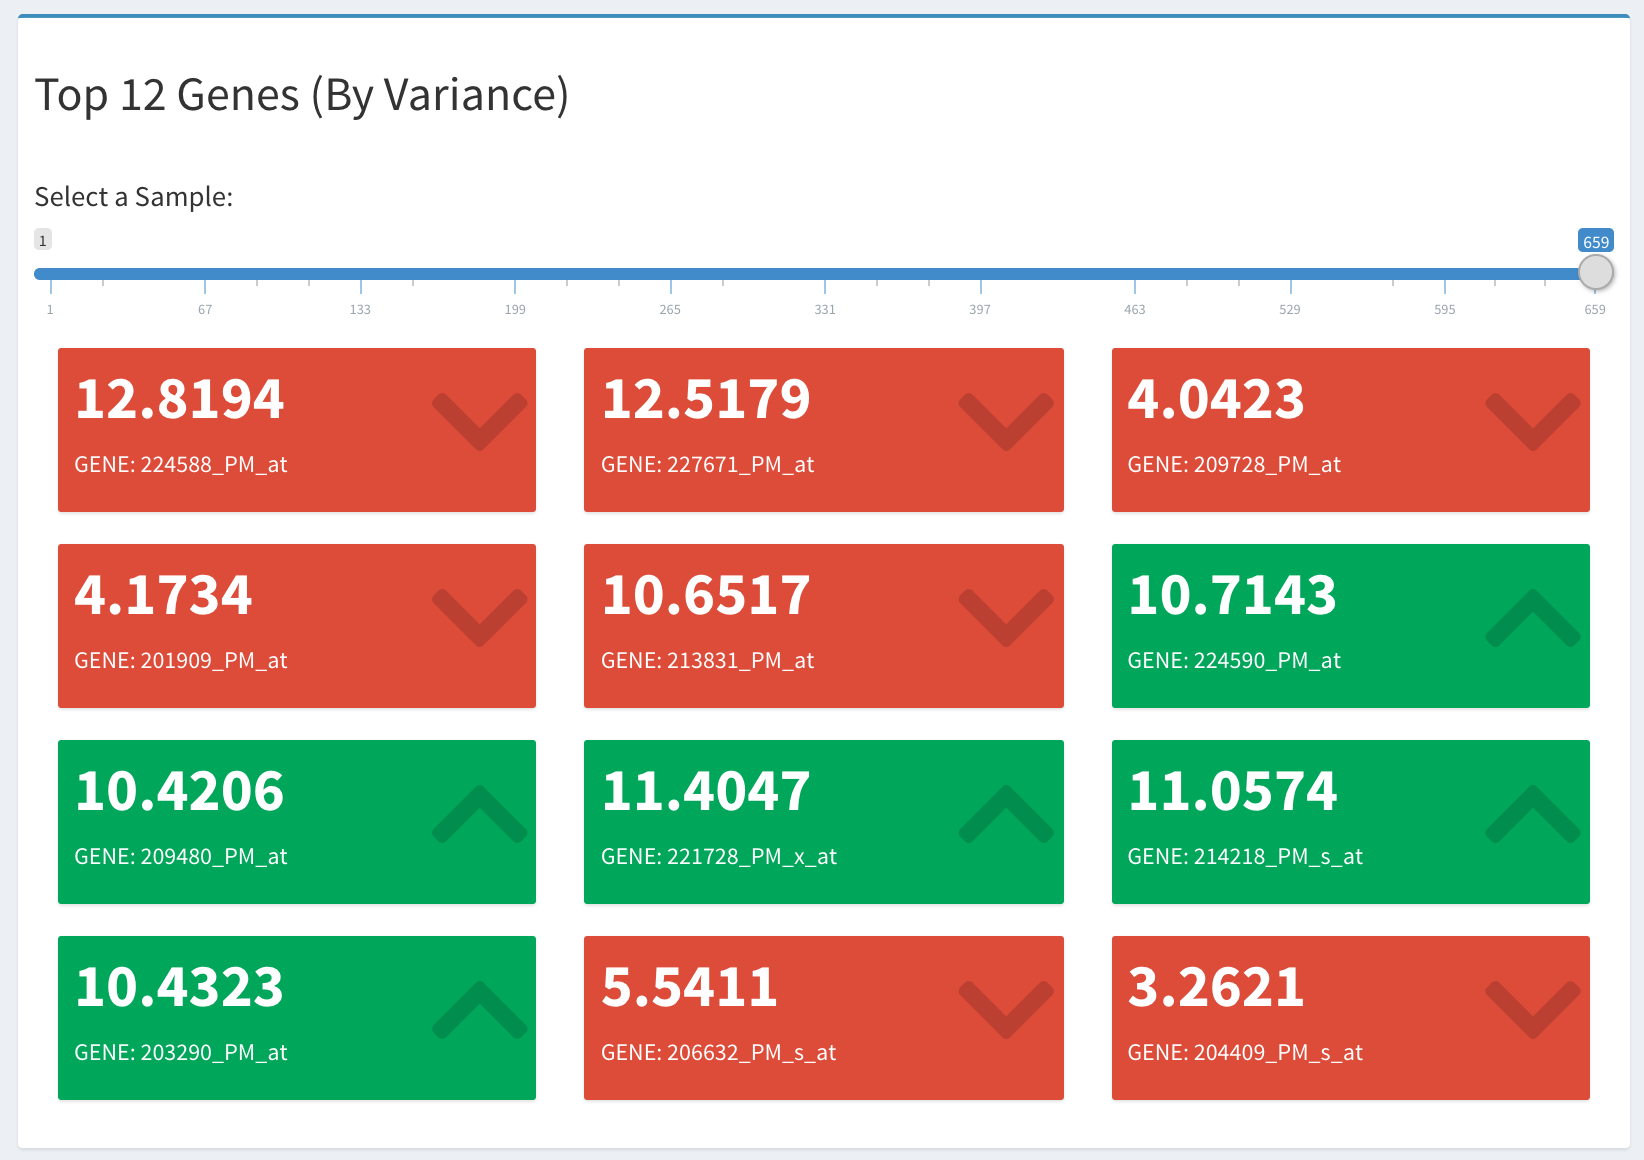 Top 12 Genes (By Variance)
Select a Sample:
1
659
1 67 133 199 265 331 397 463 529 595 659
12.8194
GENE: 224588_PM_at
12.5179
GENE: 227671_PM_at
4.0423
GENE: 209728_PM_at
4.1734
GENE: 201909_PM_at
10.6517
GENE: 213831_PM_at
10.7143
GENE: 224590_PM_at
10.4206
GENE: 209480_PM_at
11.4047
GENE: 221728_PM_x_at
11.0574
GENE: 214218_PM_s_at
10.4323
GENE: 203290_PM_at
5.5411
GENE: 206632_PM_s_at
3.2621
GENE: 204409_PM_s_at